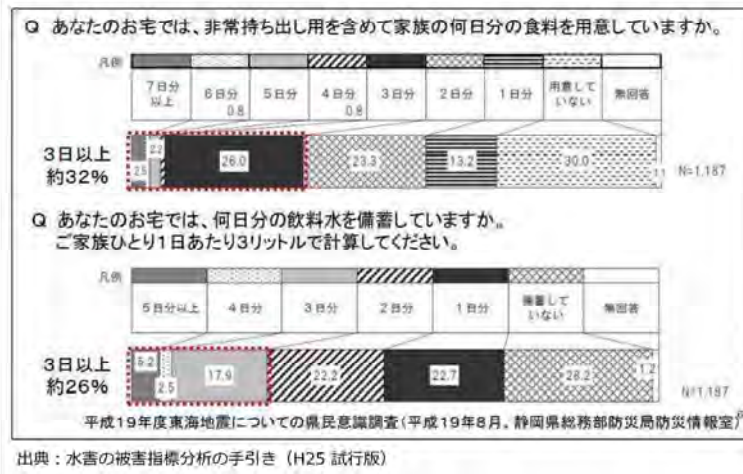 Q あなたのお宅では、非常持ち出し用を含めて家族の何日分の食料を用意していますか。
凡例
7日分以上 6日分 5日分 4日分 3日分 2日分 1日分 用意していない 無回答
0.8 0.8
3日以上
約32%
2.5 2.2 26.0 23.3 13.2 30.0 1.1 N=1,187
Q あなたのお宅では、何日分の飲料水を備蓄していますか。
ご家族ひとり1日あたり3リットルで計算してください。
凡例
5日分以上 4日分 3日分 2日分 1日分 備蓄していない 無回答
3日以上
約26%
5.2 2.5 17.9 22.2 22.7 28.2 1.2 N=1,187
平成19年度東海地震についての県民意識調査(平成19年8月。静岡県総務部防災局防災情報室)
出典:水害の被害指標分析の手引き(H25 試行版)